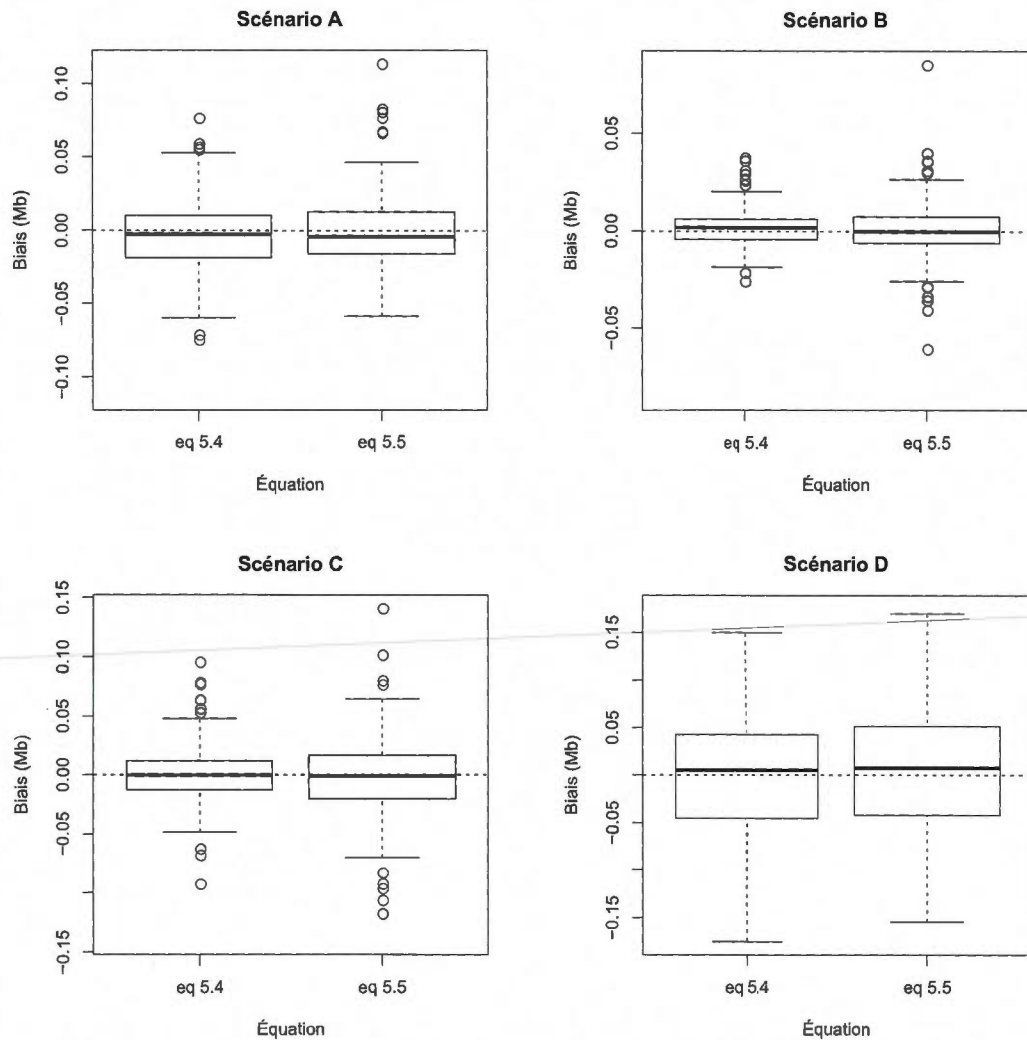 Scénario A
Biais (Mb)
0.10
0.05
0.00
−0.05
−0.10
eq 5.4
eq 5.5
Équation
Scénario B
Biais (Mb)
0.05
0.00
−0.05
eq 5.4
eq 5.5
Équation
Scénario C
Biais (Mb)
0.15
0.10
0.05
0.00
−0.05
−0.15
eq 5.4
eq 5.5
Équation
Scénario D
Biais (Mb)
0.15
0.05
−0.05
−0.15
eq 5.4
eq 5.5
Équation